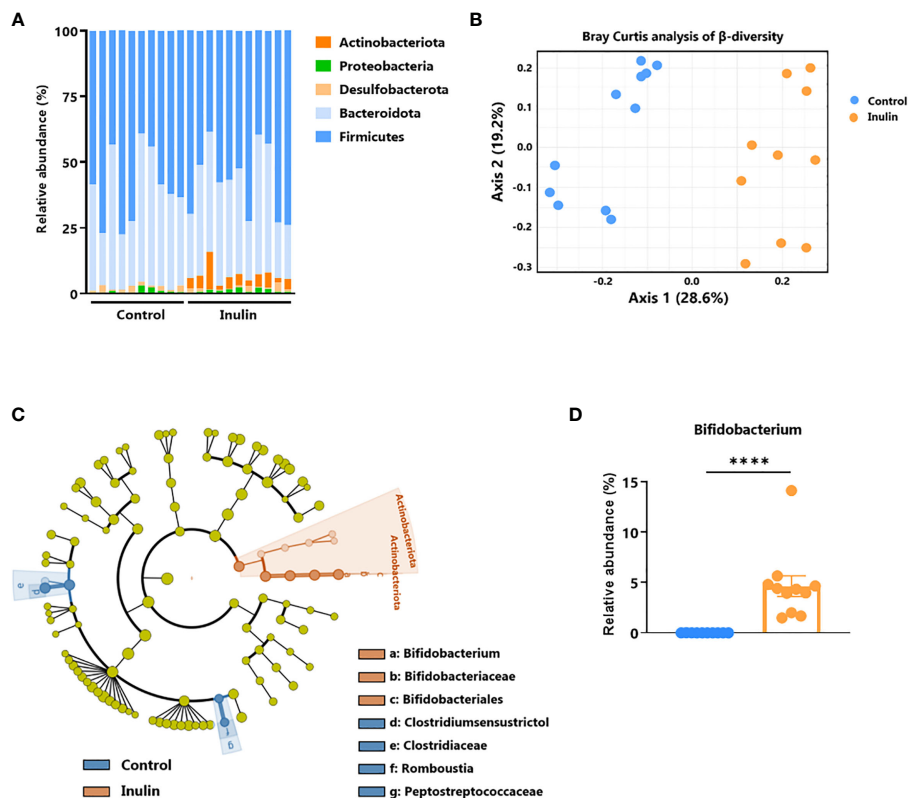 A
100
75
50
25
0
Relative abundance (%)
Control
Inulin
Actinobacteriota
Proteobacteria
Desulfobacterota
Bacteroidota
Firmicutes
B
Bray Curtis analysis of β-diversity
0.2
0.1
0.0
-0.1
-0.2
-0.3
Axis 2 (19.2%)
-0.2
0.0
0.2
Axis 1 (28.6%)
Control
Inulin
C
Actinobacteriota
Actinobacteriota
a
b
c
e
d
f
g
Control
Inulin
a: Bifidobacterium
b: Bifidobacteriaceae
c: Bifidobacteriales
d: Clostridiumsensustrictol
e: Clostridiaceae
f: Romboustia
g: Peptostreptococcaceae
D
Bifidobacterium
****
15
10
5
0
Relative abundance (%)